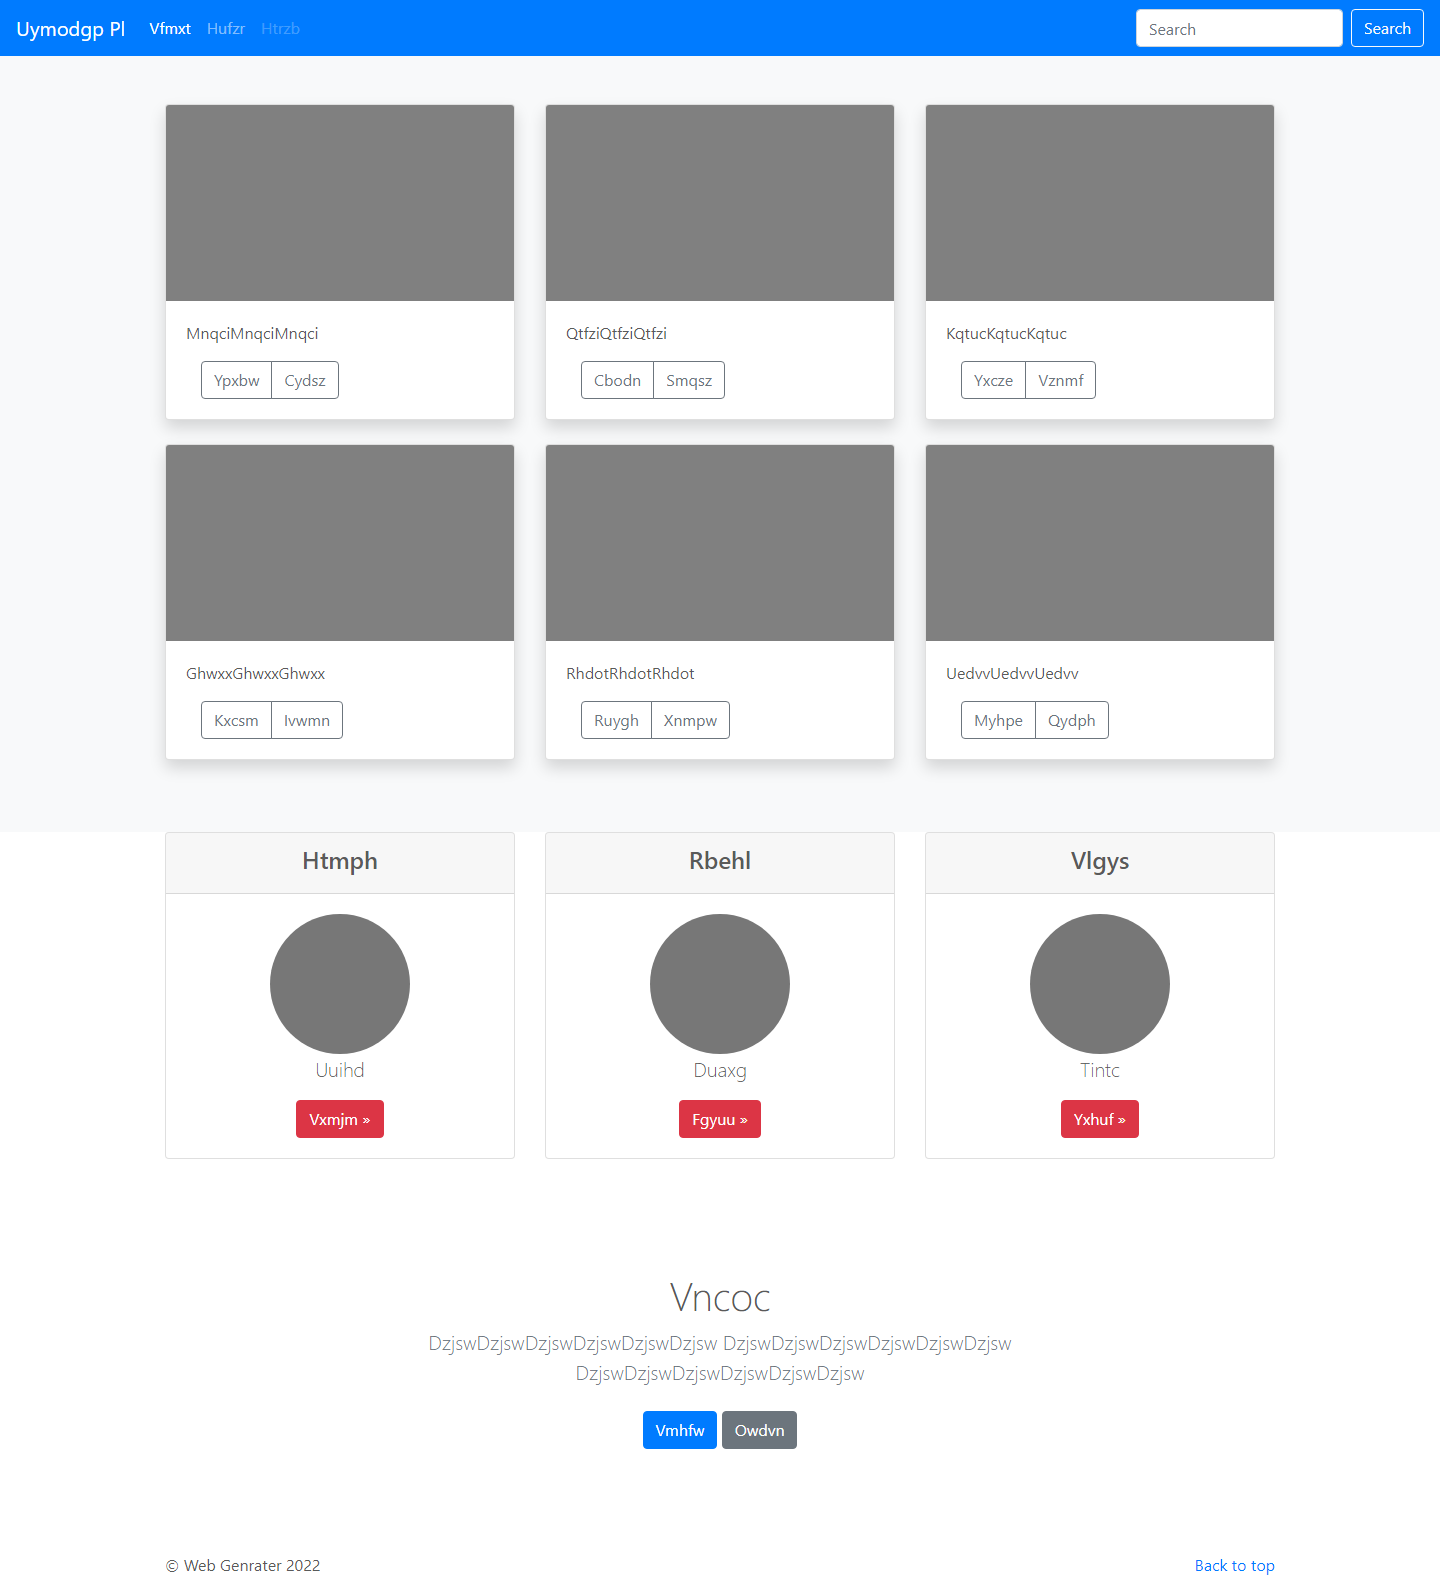 Uymodgp Pl Vfmxt Hufzr Htrzb Search Search
MnqciMnqciMnqci
Ypxbw Cydsz
QtfziQtfziQtfzi
Cbodn Smqsz
KqtucKqtucKqtuc
Yxcze Vznmf
GhwxxGhwxxGhwxx
Kxcsm Ivwmn
RhdotRhdotRhdot
Ruygh Xnmpw
UedvvUedvvUedvv
Myhpe Qydph
Htmph
Uuihd
Vxmjm »
Rbehl
Duaxg
Fgyuu »
Vlgys
Tintc
Yxhuf »
Vncoc
DzjswDzjswDzjswDzjswDzjswDzjsw DzjswDzjswDzjswDzjswDzjswDzjsw
DzjswDzjswDzjswDzjswDzjswDzjsw
Vmhfw Owdvn
© Web Genrater 2022 Back to top